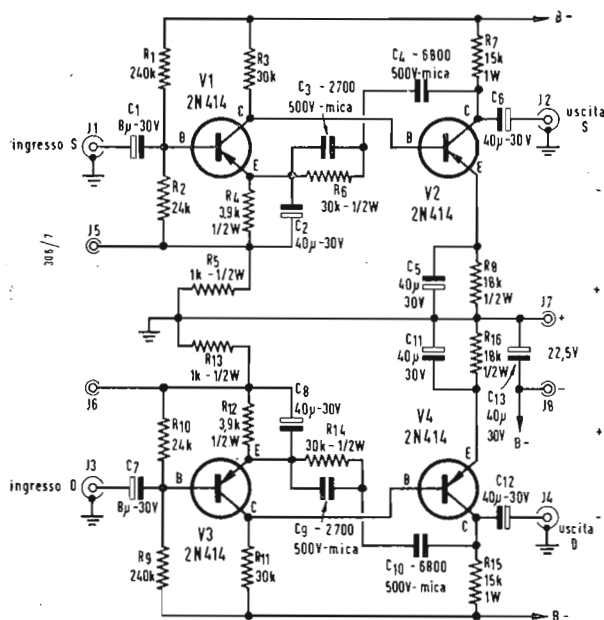 B-
R1
240k
R3
30k
C4 - 6800
500V-mica
R7
15k
1W
V1
2N414
C3 - 2700
500V-mica
C1
8µ-30V
C
C
C6
40µ-30V
J2
uscita
S
ingresso S
J1
B
B
E
E
R2
24k
R4
3,9k
1/2W
R6
30k-1/2W
V2
2N414
C2
40µ-30V
J5
306/7
R5
1k-1/2W
C5
40µ
30V
R8
18k
1/2W
+
J7
+
R13
1k-1/2W
C11
40µ
30V
R16
18k
1/2W
22,5V
C13
40µ
30V
-
J8
B-
J6
C8
40µ-30V
R10
24k
R12
3,9k
1/2W
R14
30k-1/2W
V4
2N414
+
E
E
J3
C7
8µ-30V
ingresso D
B
B
C12
40µ-30V
J4
uscita
D
C
C
V3
2N414
C9 - 2700
500V-mica
R9
240k
R11
30k
C10 - 6800
500V-mica
R15
15k
1W
B-